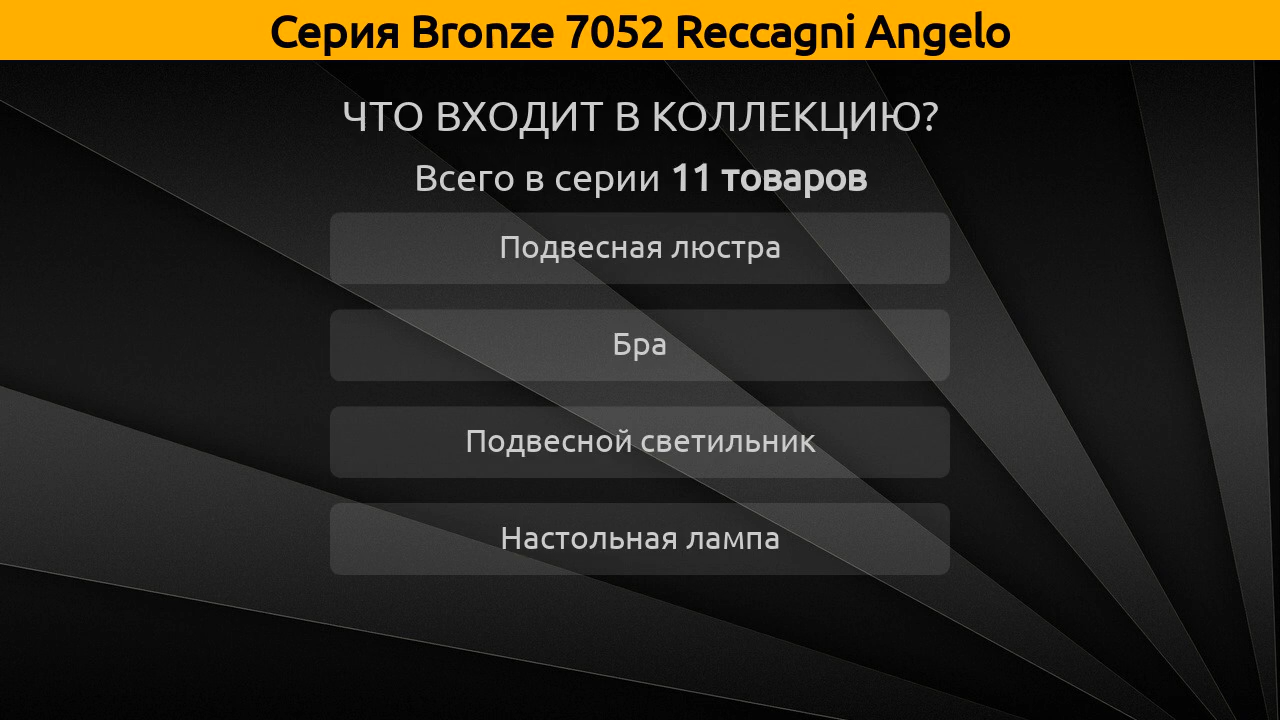 Серия Bronze 7052 Reccagni Angelo
ЧТО ВХОДИТ В КОЛЛЕКЦИЮ?
Всего в серии 11 товаров
Подвесная люстра
Бра
Подвесной светильник
Настольная лампа